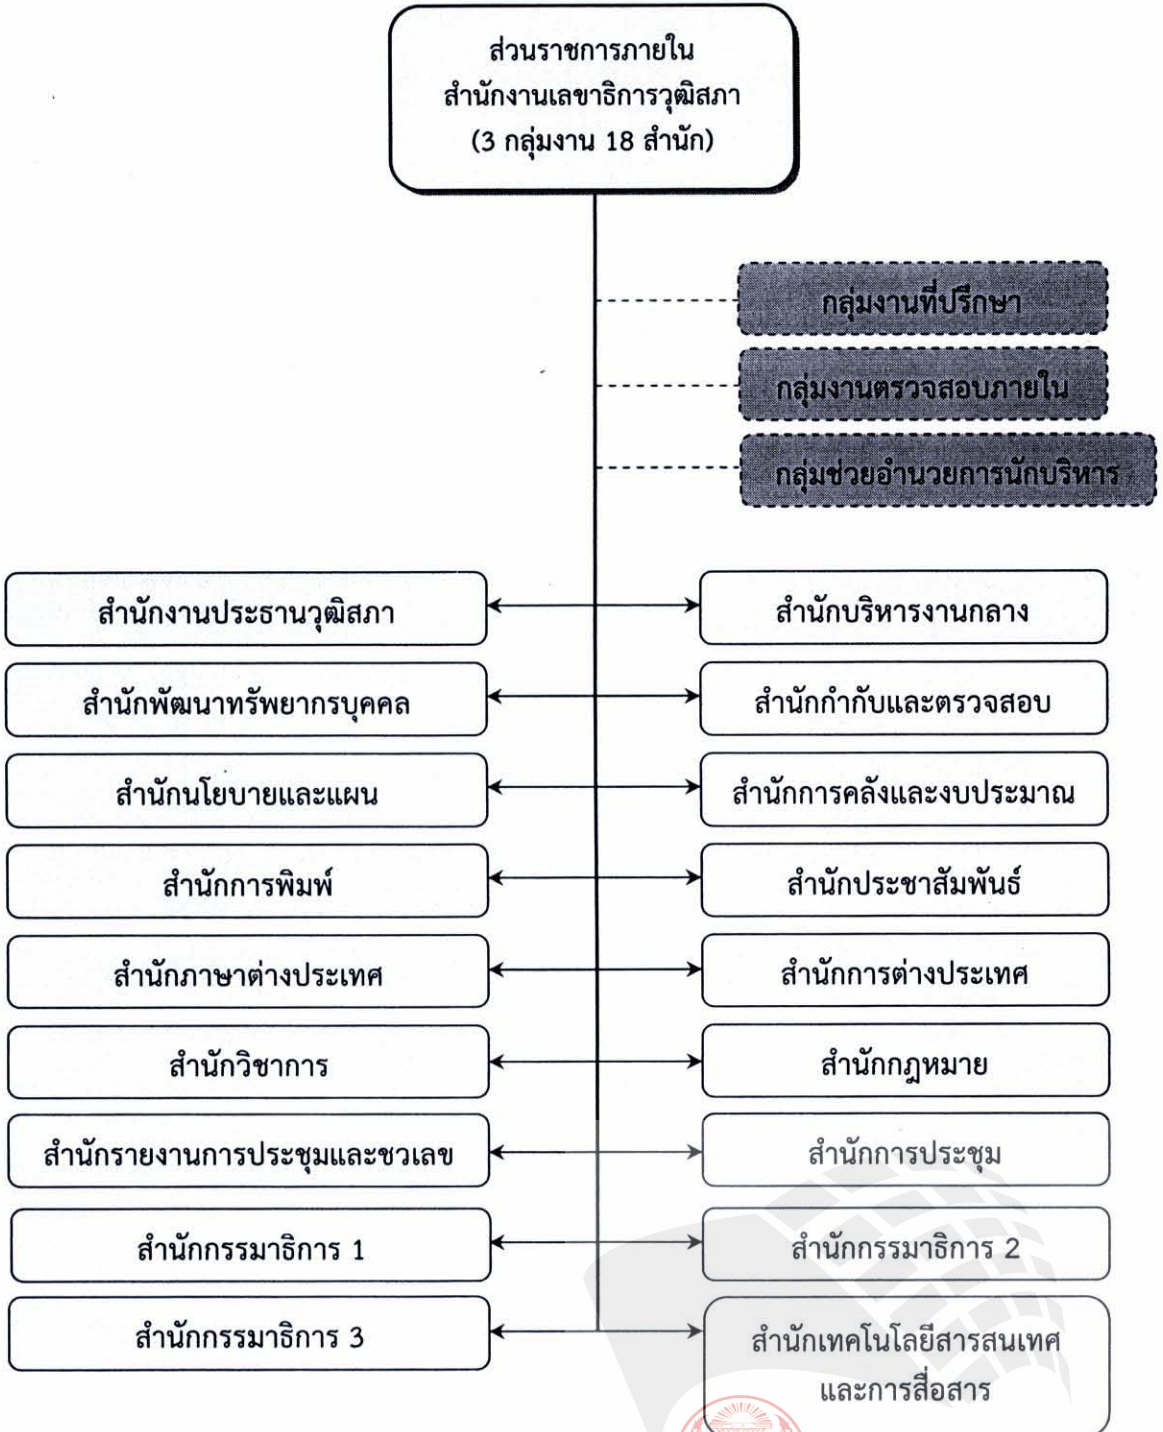 ส่วนราชการภายใน
สำนักงานเลขาธิการวุฒิสภา
(3 กลุ่มงาน 18 สำนัก)
กลุ่มงานที่ปรึกษา
กลุ่มงานตรวจสอบภายใน
กลุ่มช่วยอำนวยการนักบริหาร
สำนักงานประธานวุฒิสภา
สำนักบริหารงานกลาง
สำนักพัฒนาทรัพยากรบุคคล
สำนักกำกับและตรวจสอบ
สำนักนโยบายและแผน
สำนักการคลังและงบประมาณ
สำนักการพิมพ์
สำนักประชาสัมพันธ์
สำนักภาษาต่างประเทศ
สำนักการต่างประเทศ
สำนักวิชาการ
สำนักกฎหมาย
สำนักรายงานการประชุมและชวเลข
สำนักการประชุม
สำนักกรรมาธิการ 1
สำนักกรรมาธิการ 2
สำนักกรรมาธิการ 3
สำนักเทคโนโลยีสารสนเทศ
และการสื่อสาร